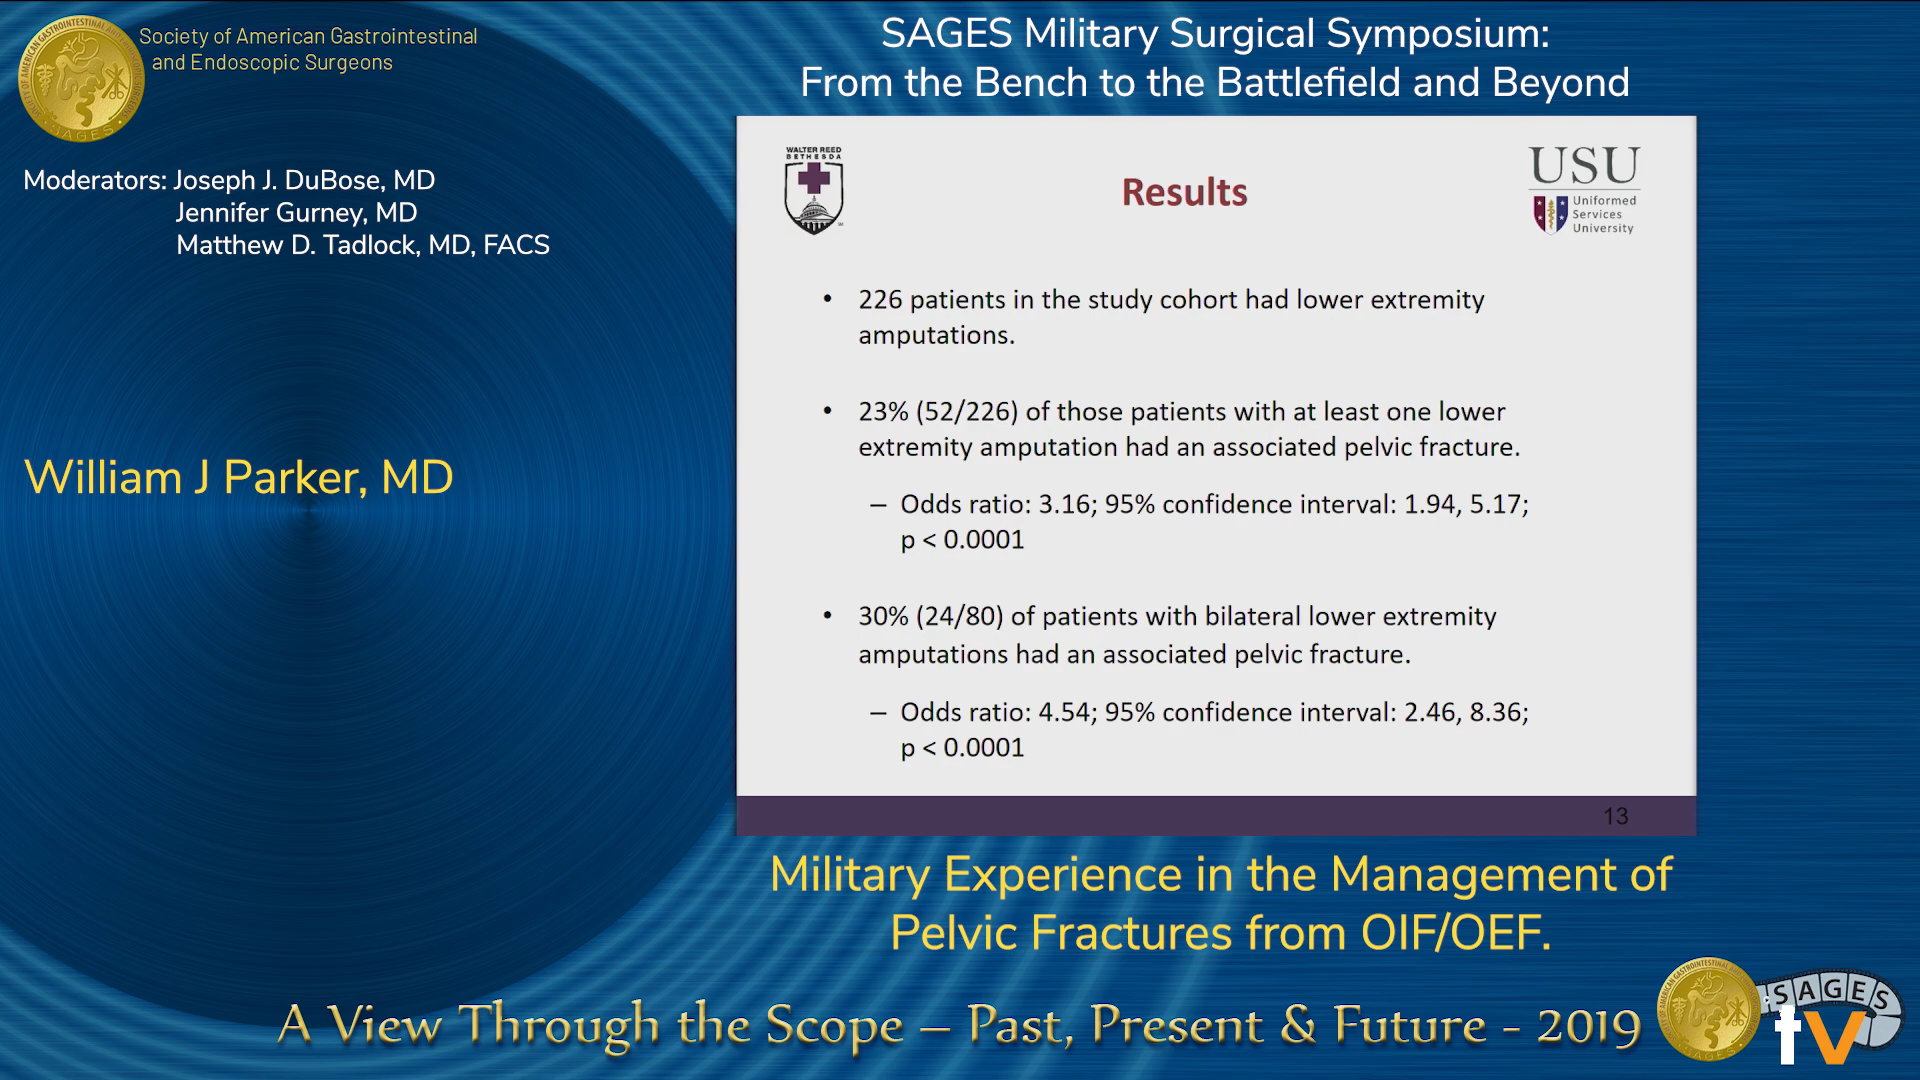 Society of American Gastrointestinal
and Endoscopic Surgeons
SAGES Military Surgical Symposium:
From the Bench to the Battlefield and Beyond
Moderators: Joseph J. DuBose, MD
Jennifer Gurney, MD
Matthew D. Tadlock, MD, FACS
William J Parker, MD
WALTER REED
BETHESDA
Results
USU
Uniformed
Services
University
• 226 patients in the study cohort had lower extremity
amputations.
• 23% (52/226) of those patients with at least one lower
extremity amputation had an associated pelvic fracture.
– Odds ratio: 3.16; 95% confidence interval: 1.94, 5.17;
p < 0.0001
• 30% (24/80) of patients with bilateral lower extremity
amputations had an associated pelvic fracture.
– Odds ratio: 4.54; 95% confidence interval: 2.46, 8.36;
p < 0.0001
13
Military Experience in the Management of
Pelvic Fractures from OIF/OEF.
A View Through the Scope – Past, Present & Future - 2019
SAGES
tv